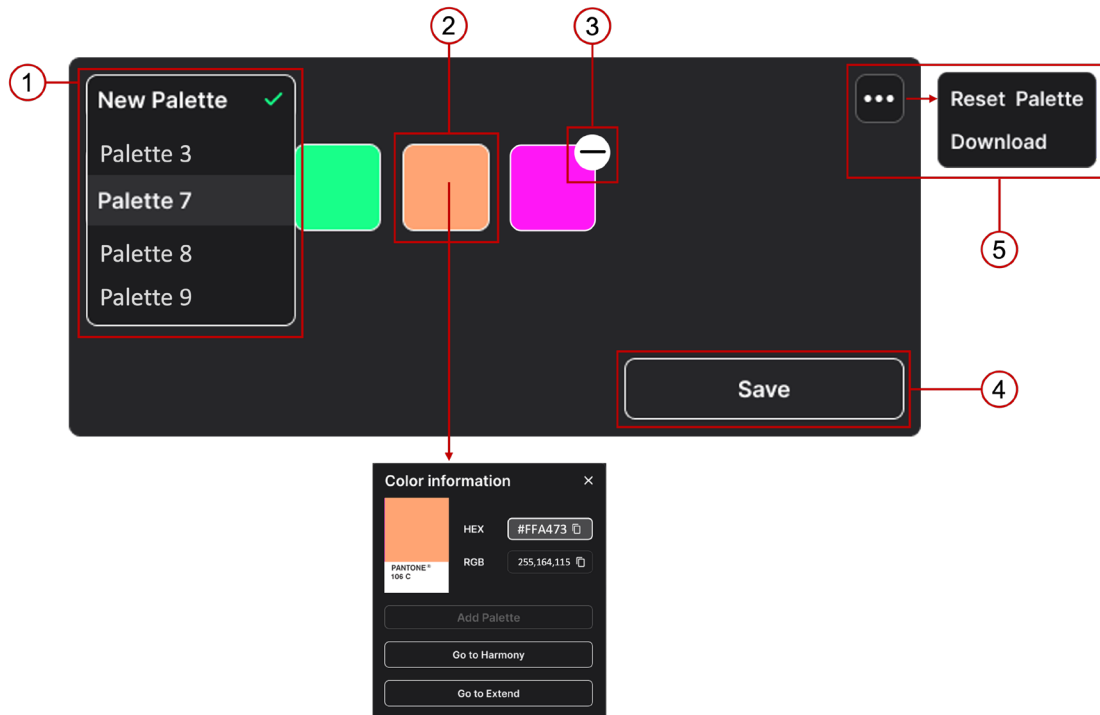 2
3
1
New Palette
Palette 3
Palette 7
Palette 8
Palette 9
Reset Palette
Download
5
Save
4
Color information
HEX
#FFA473
RGB
255,164,115
PANTONE®
106 C
Add Palette
Go to Harmony
Go to Extend